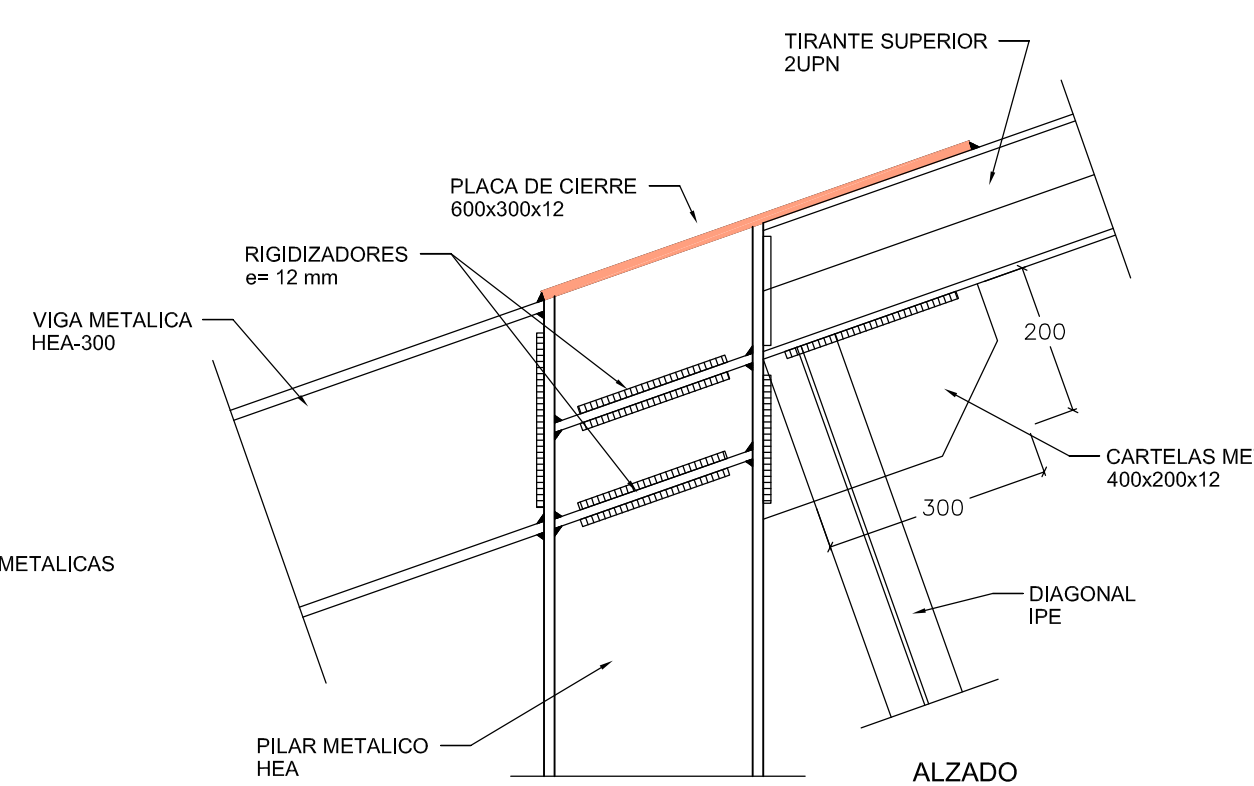 TIRANTE SUPERIOR
2UPN
PLACA DE CIERRE
600x300x12
RIGIDIZADORES
e= 12 mm
VIGA METALICA
HEA-300
200
CARTELAS ME
400x200x12
300
METALICAS
DIAGONAL
IPE
PILAR METALICO
HEA
ALZADO